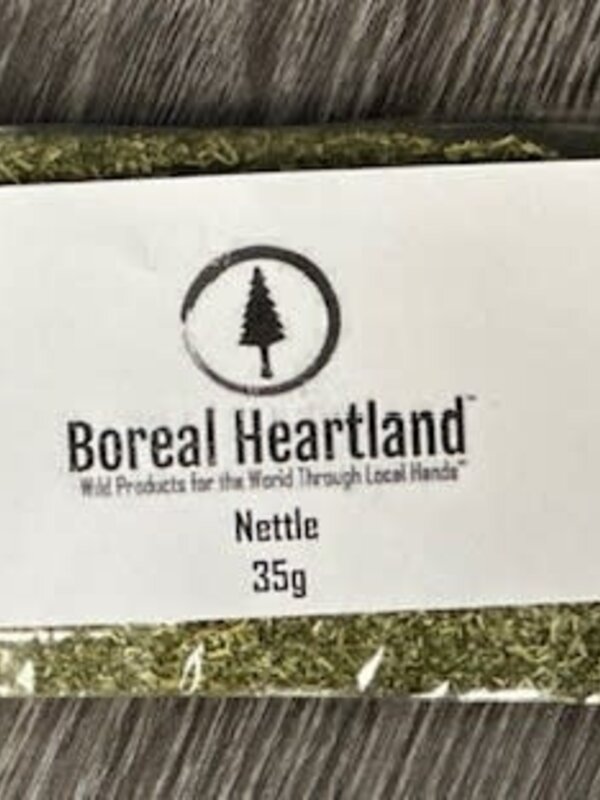 Boreal Heartland™
Wild Products for the World Through Local Hands™
Nettle
35g